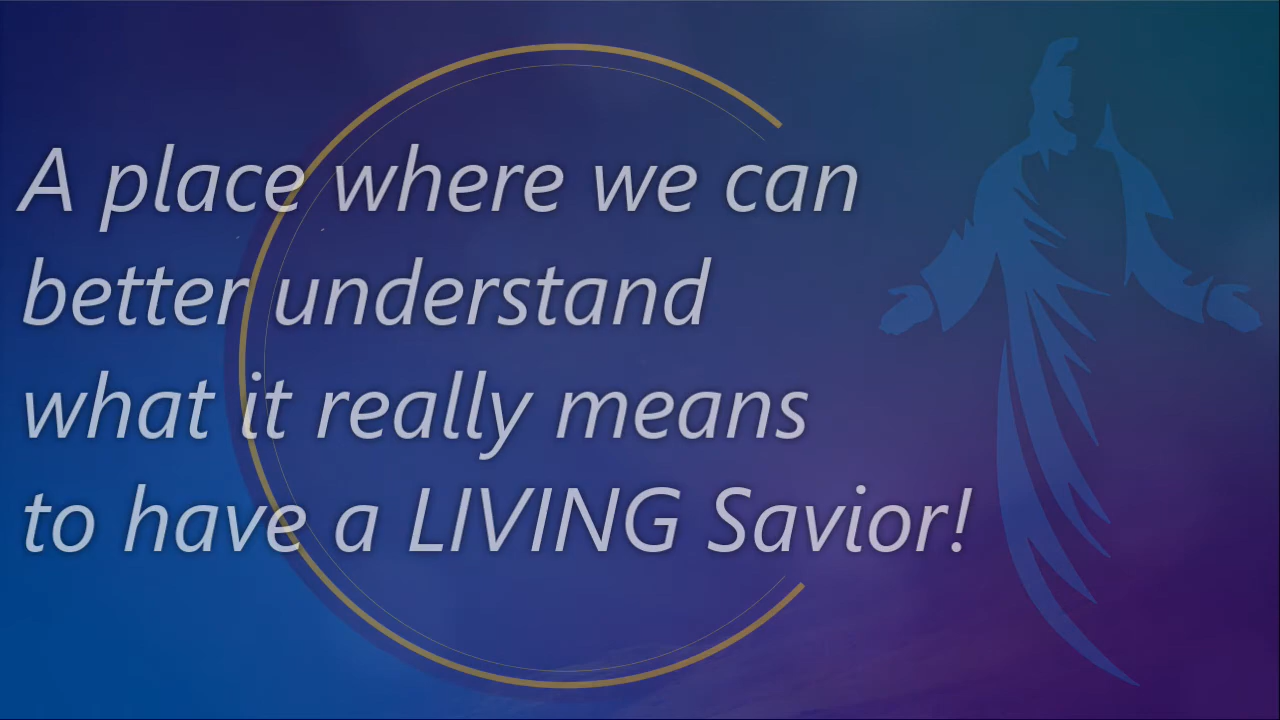 A place where we can
better understand
what it really means
to have a LIVING Savior!